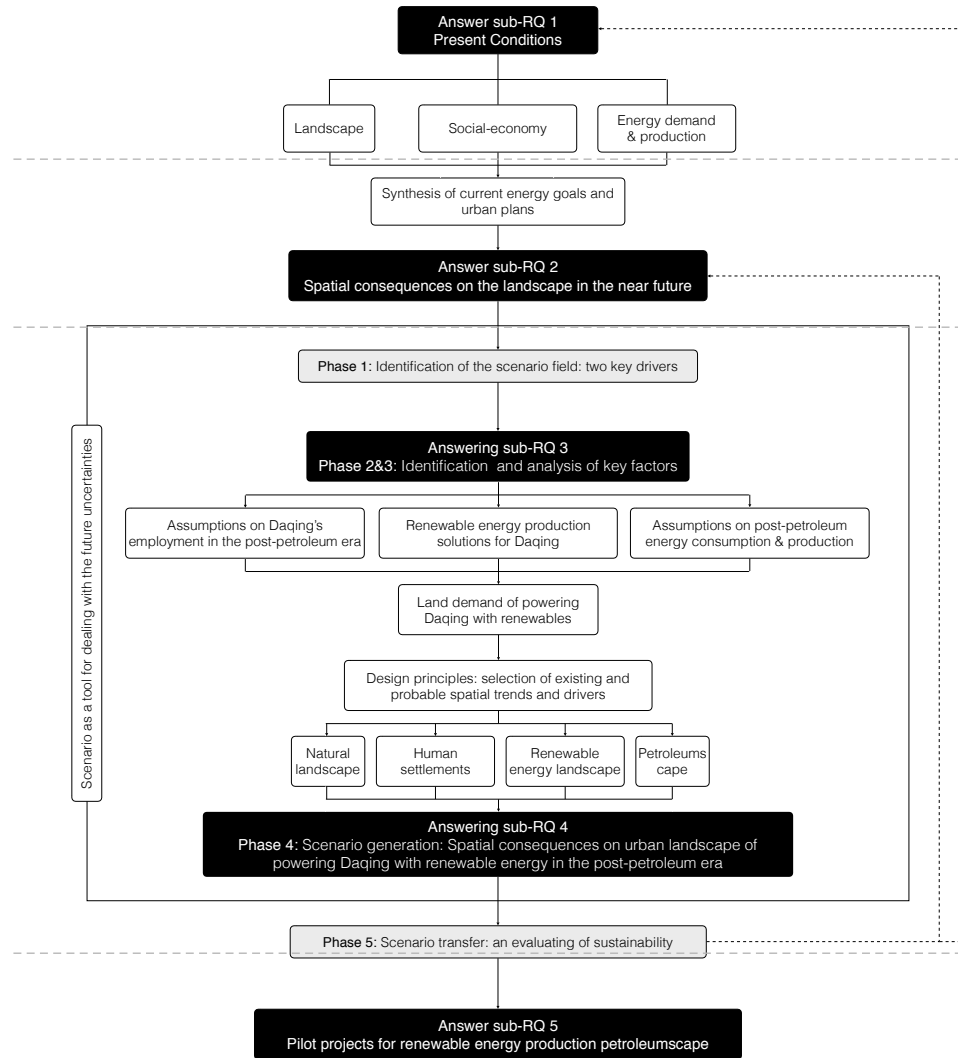 Answer sub-RQ 1
Present Conditions
Landscape
Social-economy
Energy demand
& production
Synthesis of current energy goals and
urban plans
Answer sub-RQ 2
Spatial consequences on the landscape in the near future
Phase 1: Identification of the scenario field: two key drivers
Scenario as a tool for dealing with the future uncertainties
Answering sub-RQ 3
Phase 2&3: Identification and analysis of key factors
Assumptions on Daqing's
employment in the post-petroleum era
Renewable energy production
solutions for Daqing
Assumptions on post-petroleum
energy consumption & production
Land demand of powering
Daqing with renewables
Design principles: selection of existing and
probable spatial trends and drivers
Natural
landscape
Human
settlements
Renewable
energy landscape
Petroleums
cape
Answering sub-RQ 4
Phase 4: Scenario generation: Spatial consequences on urban landscape of
powering Daqing with renewable energy in the post-petroleum era
Phase 5: Scenario transfer: an evaluating of sustainability
Answer sub-RQ 5
Pilot projects for renewable energy production petroleumscape